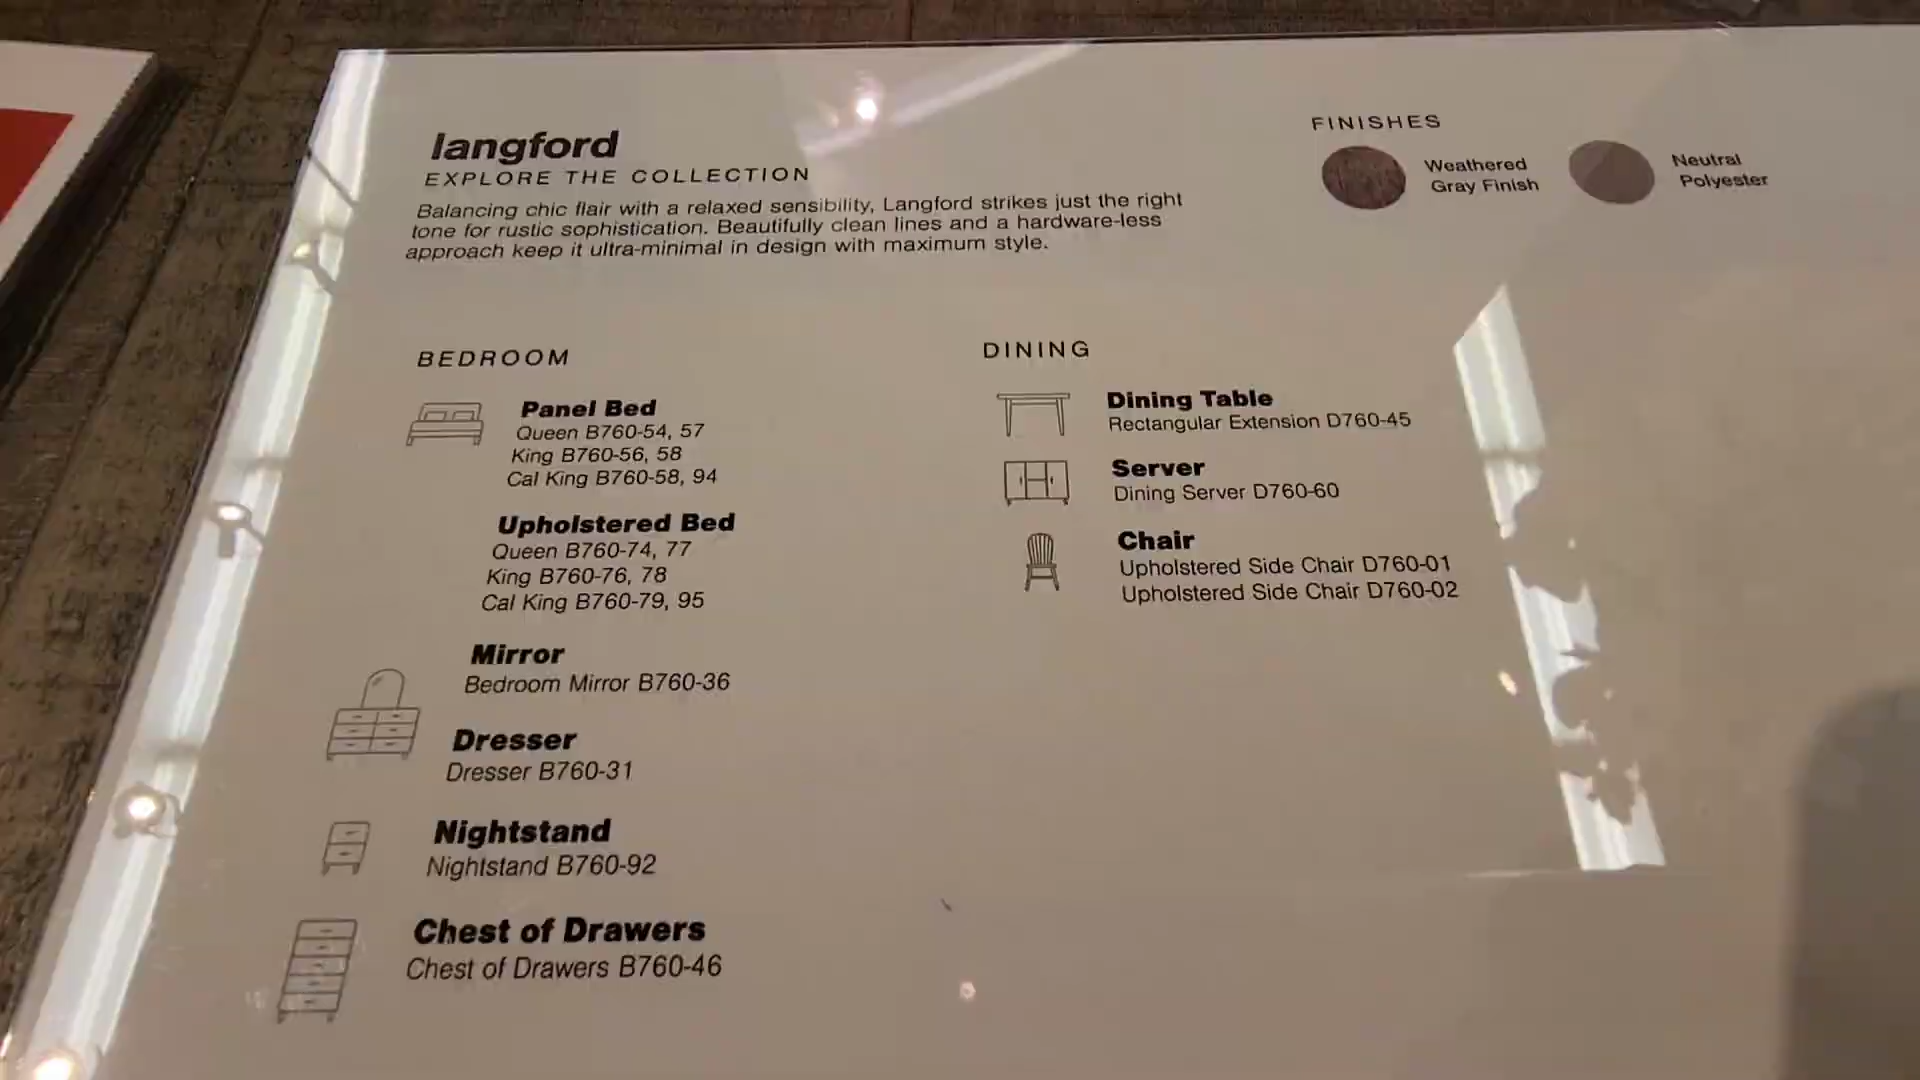 langford
EXPLORE THE COLLECTION
Balancing chic flair with a relaxed sensibility, Langford strikes just the right
tone for rustic sophistication. Beautifully clean lines and a hardware-less
approach keep it ultra-minimal in design with maximum style.
FINISHES
Weathered
Gray Finish
Neutral
Polyester
BEDROOM
Panel Bed
Queen B760-54, 57
King B760-56, 58
Cal King B760-58, 94
Upholstered Bed
Queen B760-74, 77
King B760-76, 78
Cal King B760-79, 95
Mirror
Bedroom Mirror B760-36
Dresser
Dresser B760-31
Nightstand
Nightstand B760-92
Chest of Drawers
Chest of Drawers B760-46
DINING
Dining Table
Rectangular Extension D760-45
Server
Dining Server D760-60
Chair
Upholstered Side Chair D760-01
Upholstered Side Chair D760-02